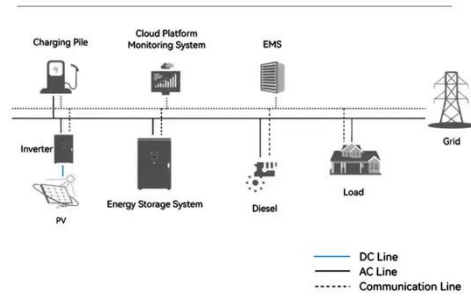 Charging Pile
Cloud Platform
Monitoring System
EMS
Grid
Inverter
PV
Energy Storage System
Diesel
Load
DC Line
AC Line
Communication Line